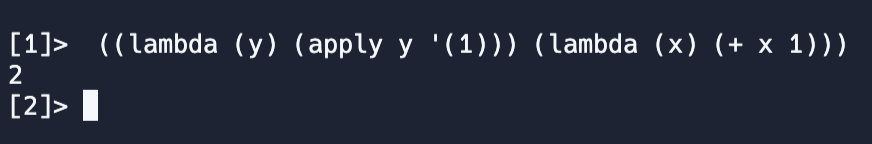 [1]> ((lambda (y) (apply y '(1))) (lambda (x) (+ x 1)))
2
[2]>